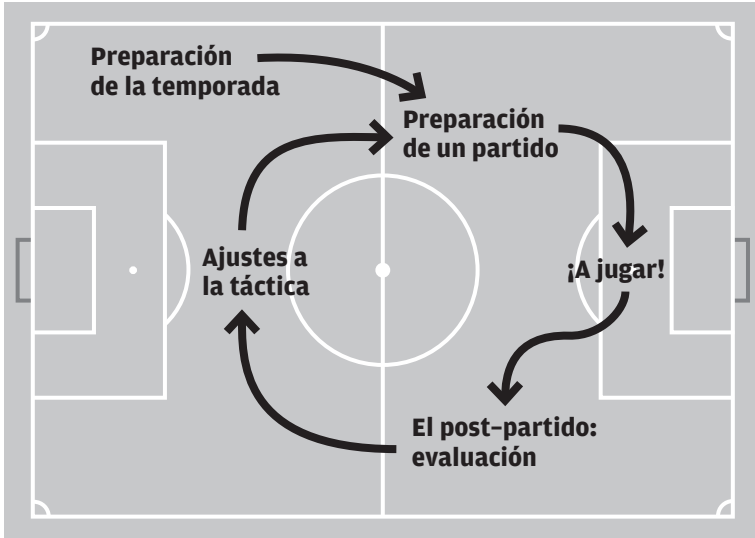 Preparación
de la temporada
Preparación
de un partido
¡A jugar!
El post-partido:
evaluación
Ajustes a
la táctica